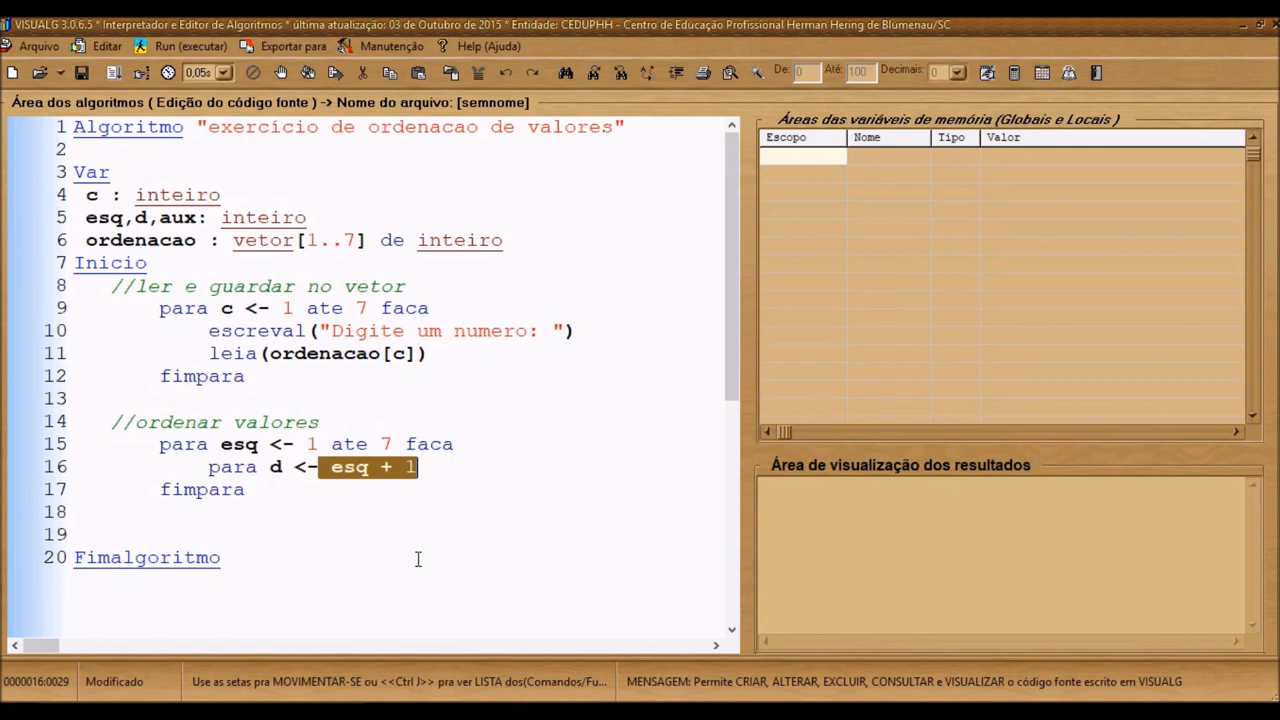 VISUALG 3.0.6.5 * Interpretador e Editor de Algoritmos * última atualização: 03 de Outubro de 2015 * Entidade: CEDUPHH - Centro de Educação Profissional Herman Hering de Blumenau/SC
Arquivo Editar Run (executar) Exportar para Manutenção Help (Ajuda)
0,05s De: 0 Até: 100 Decimais: 0
Área dos algoritmos ( Edição do código fonte ) -> Nome do arquivo: [semnome]
Áreas das variáveis de memória (Globais e Locais )
Escopo Nome Tipo Valor
1 Algoritmo "exercício de ordenacao de valores"
2
3 Var
4 c : inteiro
5 esq,d,aux: inteiro
6 ordenacao : vetor[1..7] de inteiro
7 Inicio
8 //ler e guardar no vetor
9 para c <- 1 ate 7 faca
10 escreval("Digite um numero: ")
11 leia(ordenacao[c])
12 fimpara
13
14 //ordenar valores
15 para esq <- 1 ate 7 faca
16 para d <- esq + 1
17 fimpara
18
19
20 Fimalgoritmo
Área de visualização dos resultados
0000016:0029 Modificado Use as setas pra MOVIMENTAR-SE ou <<Ctrl J>> pra ver LISTA dos(Comandos/Fu... MENSAGEM: Permite CRIAR, ALTERAR, EXCLUIR, CONSULTAR e VISUALIZAR o código fonte escrito em VISUALG